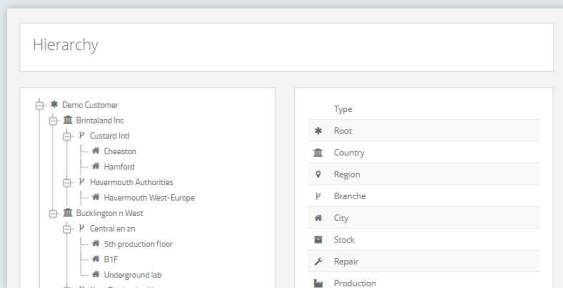 Hierarchy
Demo Customer
Brintaland Inc
Custard Intl
Cheeston
Hamford
Havermouth Authorities
Havermouth West-Europe
Bucklington n West
Central en zn
5th production floor
B1F
Underground lab
Type
Root
Country
Region
Branche
City
Stock
Repair
Production